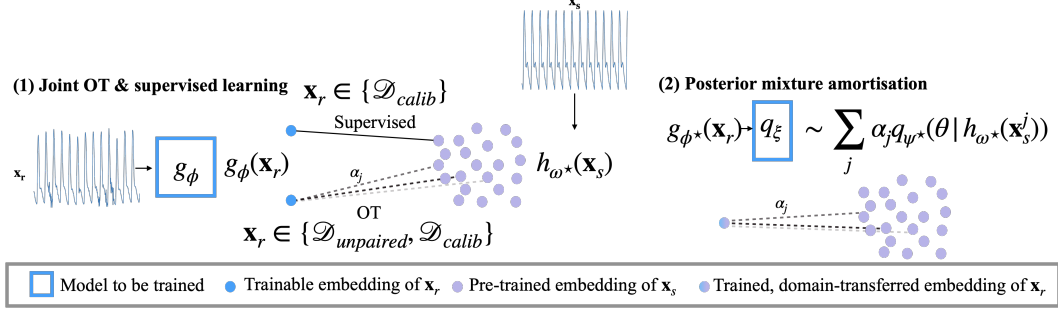 x_s
(1) Joint OT & supervised learning
x_r ∈ {𝒟_calib}
(2) Posterior mixture amortisation
Supervised
g_ϕ⋆(x_r) q_ξ ~ ∑_j α_j q_ψ⋆(θ | h_ω⋆(x_s^j))
x_r
g_ϕ
g_ϕ(x_r)
α_j
h_ω⋆(x_s)
OT
α_j
x_r ∈ {𝒟_unpaired, 𝒟_calib}
Model to be trained
Trainable embedding of x_r
Pre-trained embedding of x_s
Trained, domain-transferred embedding of x_r